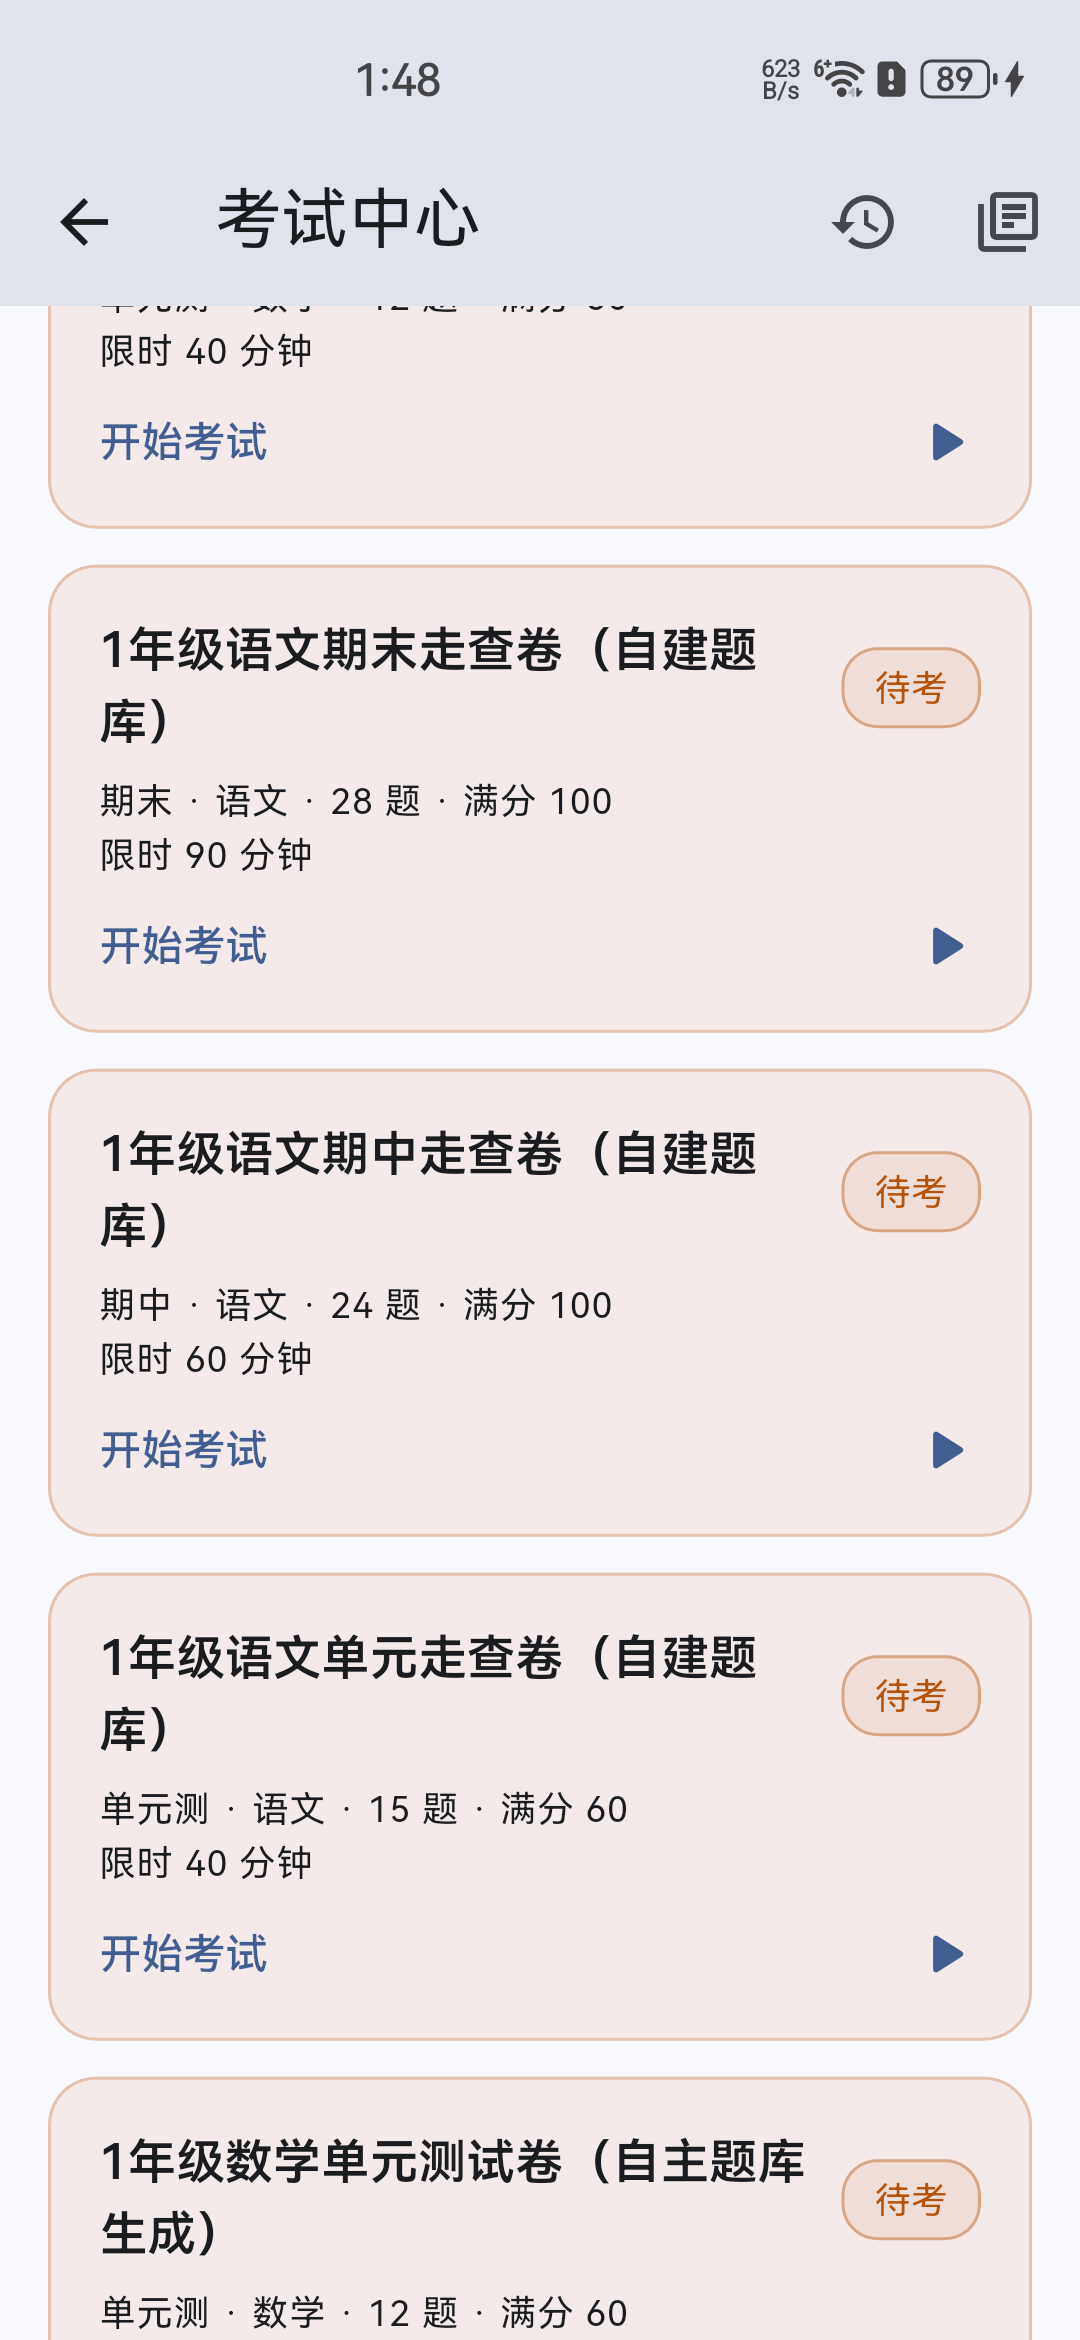 1:48
623
B/s
6+
89
考试中心
限时 40 分钟
开始考试
1年级语文期末走查卷（自建题
库）
待考
期末 · 语文 · 28 题 · 满分 100
限时 90 分钟
开始考试
1年级语文期中走查卷（自建题
库）
待考
期中 · 语文 · 24 题 · 满分 100
限时 60 分钟
开始考试
1年级语文单元走查卷（自建题
库）
待考
单元测 · 语文 · 15 题 · 满分 60
限时 40 分钟
开始考试
1年级数学单元测试卷（自主题库
生成）
待考
单元测 · 数学 · 12 题 · 满分 60